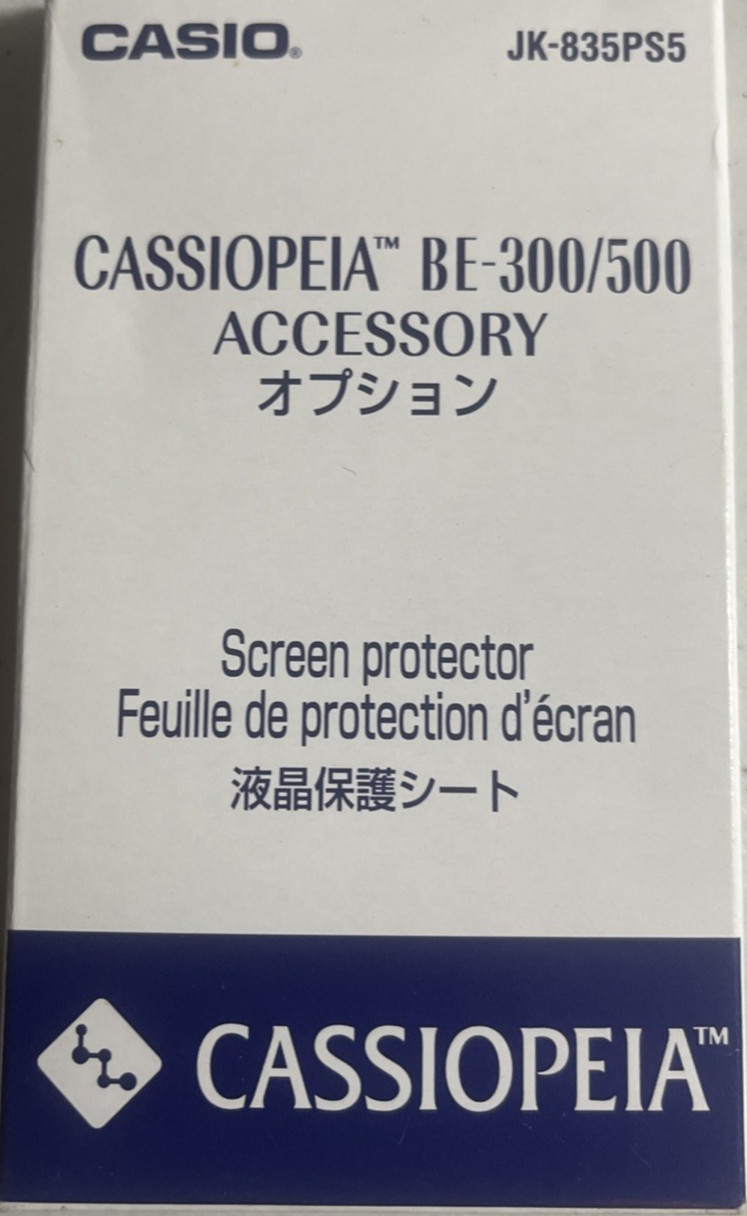 CASIO®
JK-835PS5
CASSIOPEIA™ BE-300/500
ACCESSORY
オプション
Screen protector
Feuille de protection d'écran
液晶保護シート
CASSIOPEIA™